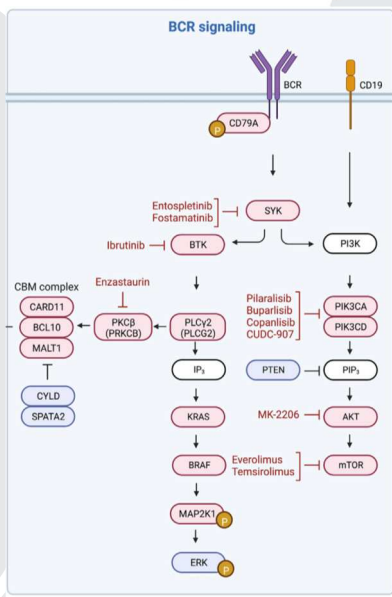 BCR signaling
BCR
CD19
CD79A
P
Entospletinib
Fostamatinib
SYK
Ibrutinib
BTK
PI3K
CBM complex
Enzastaurin
CARD11
BCL10
MALT1
PKCβ
(PRKCB)
PLCγ2
(PLCG2)
Pilaralisib
Buparlisib
Copanlisib
CUDC-907
PIK3CA
PIK3CD
IP₃
PTEN
PIP₃
CYLD
SPATA2
KRAS
MK-2206
AKT
BRAF
Everolimus
Temsirolimus
mTOR
MAP2K1
P
ERK
P